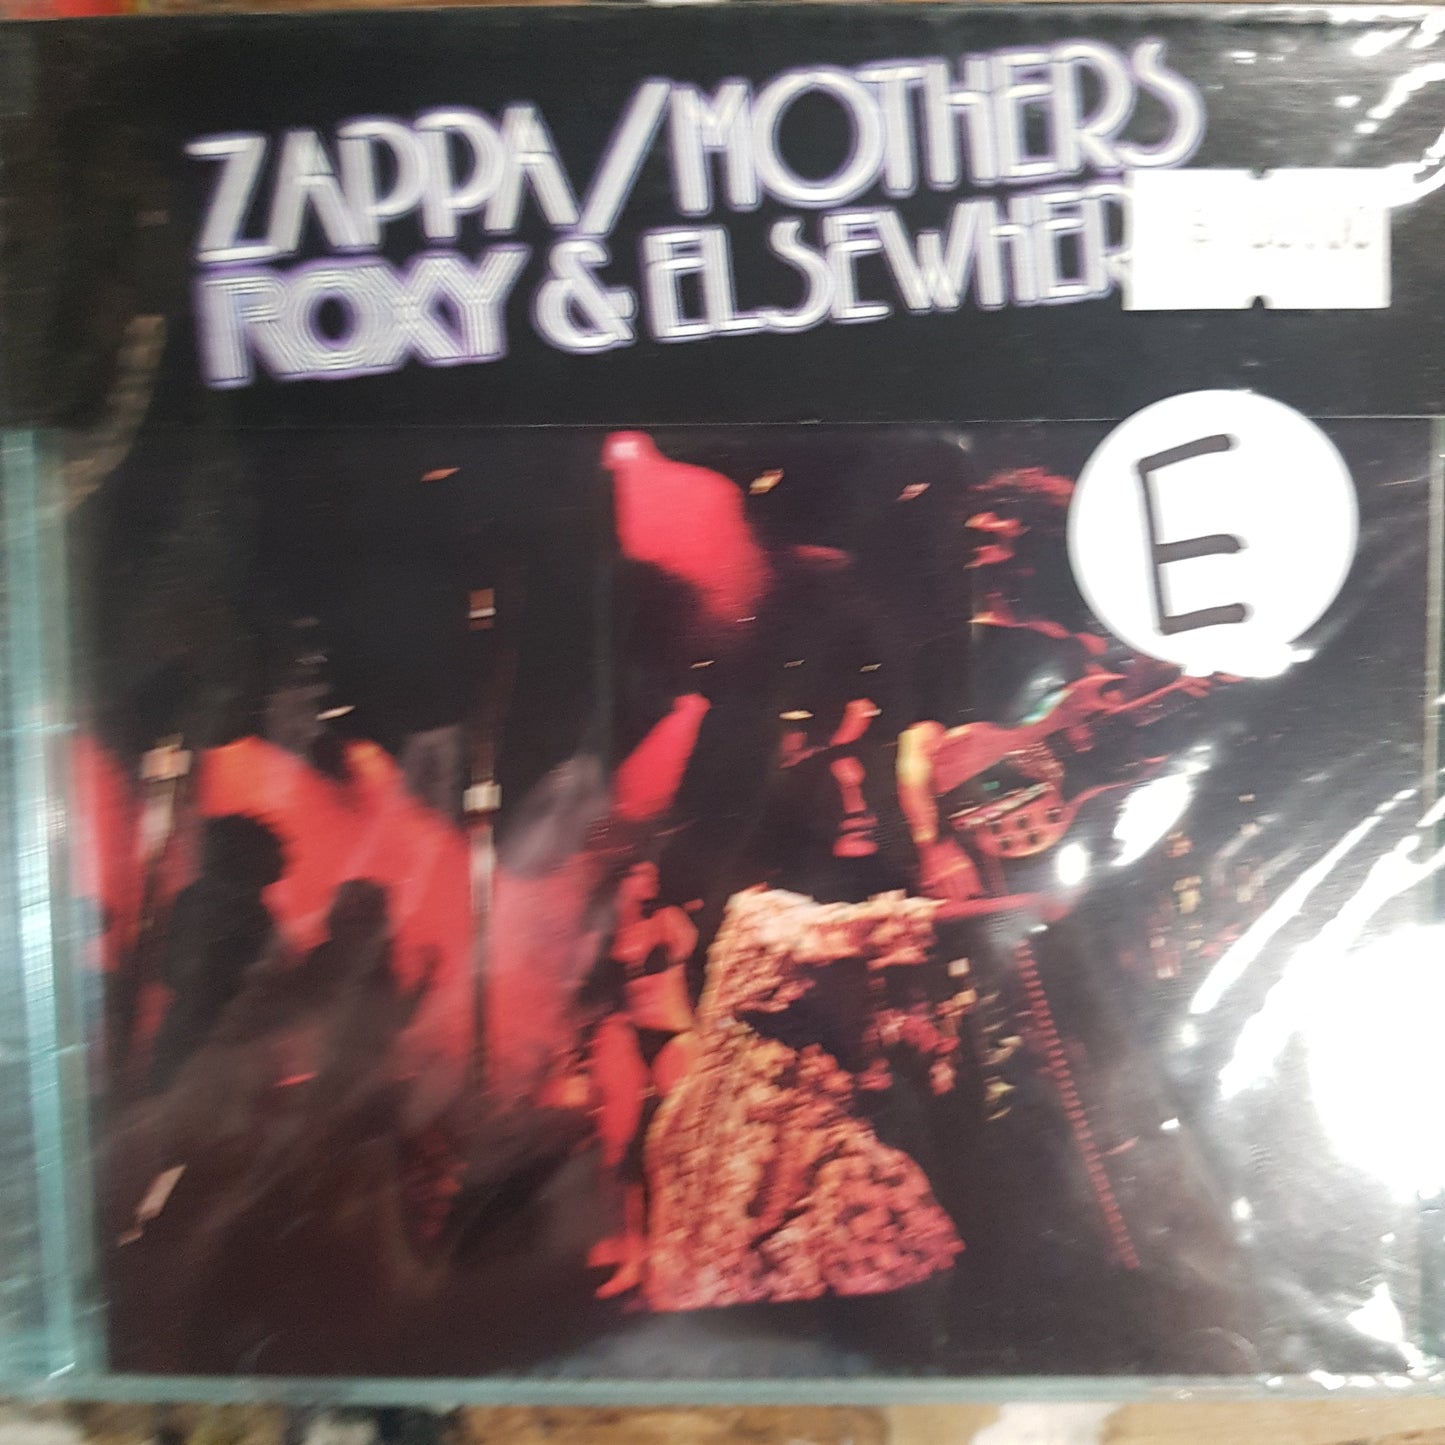 ZAPPA/MOTHERS
ROXY & ELSEWHER
E